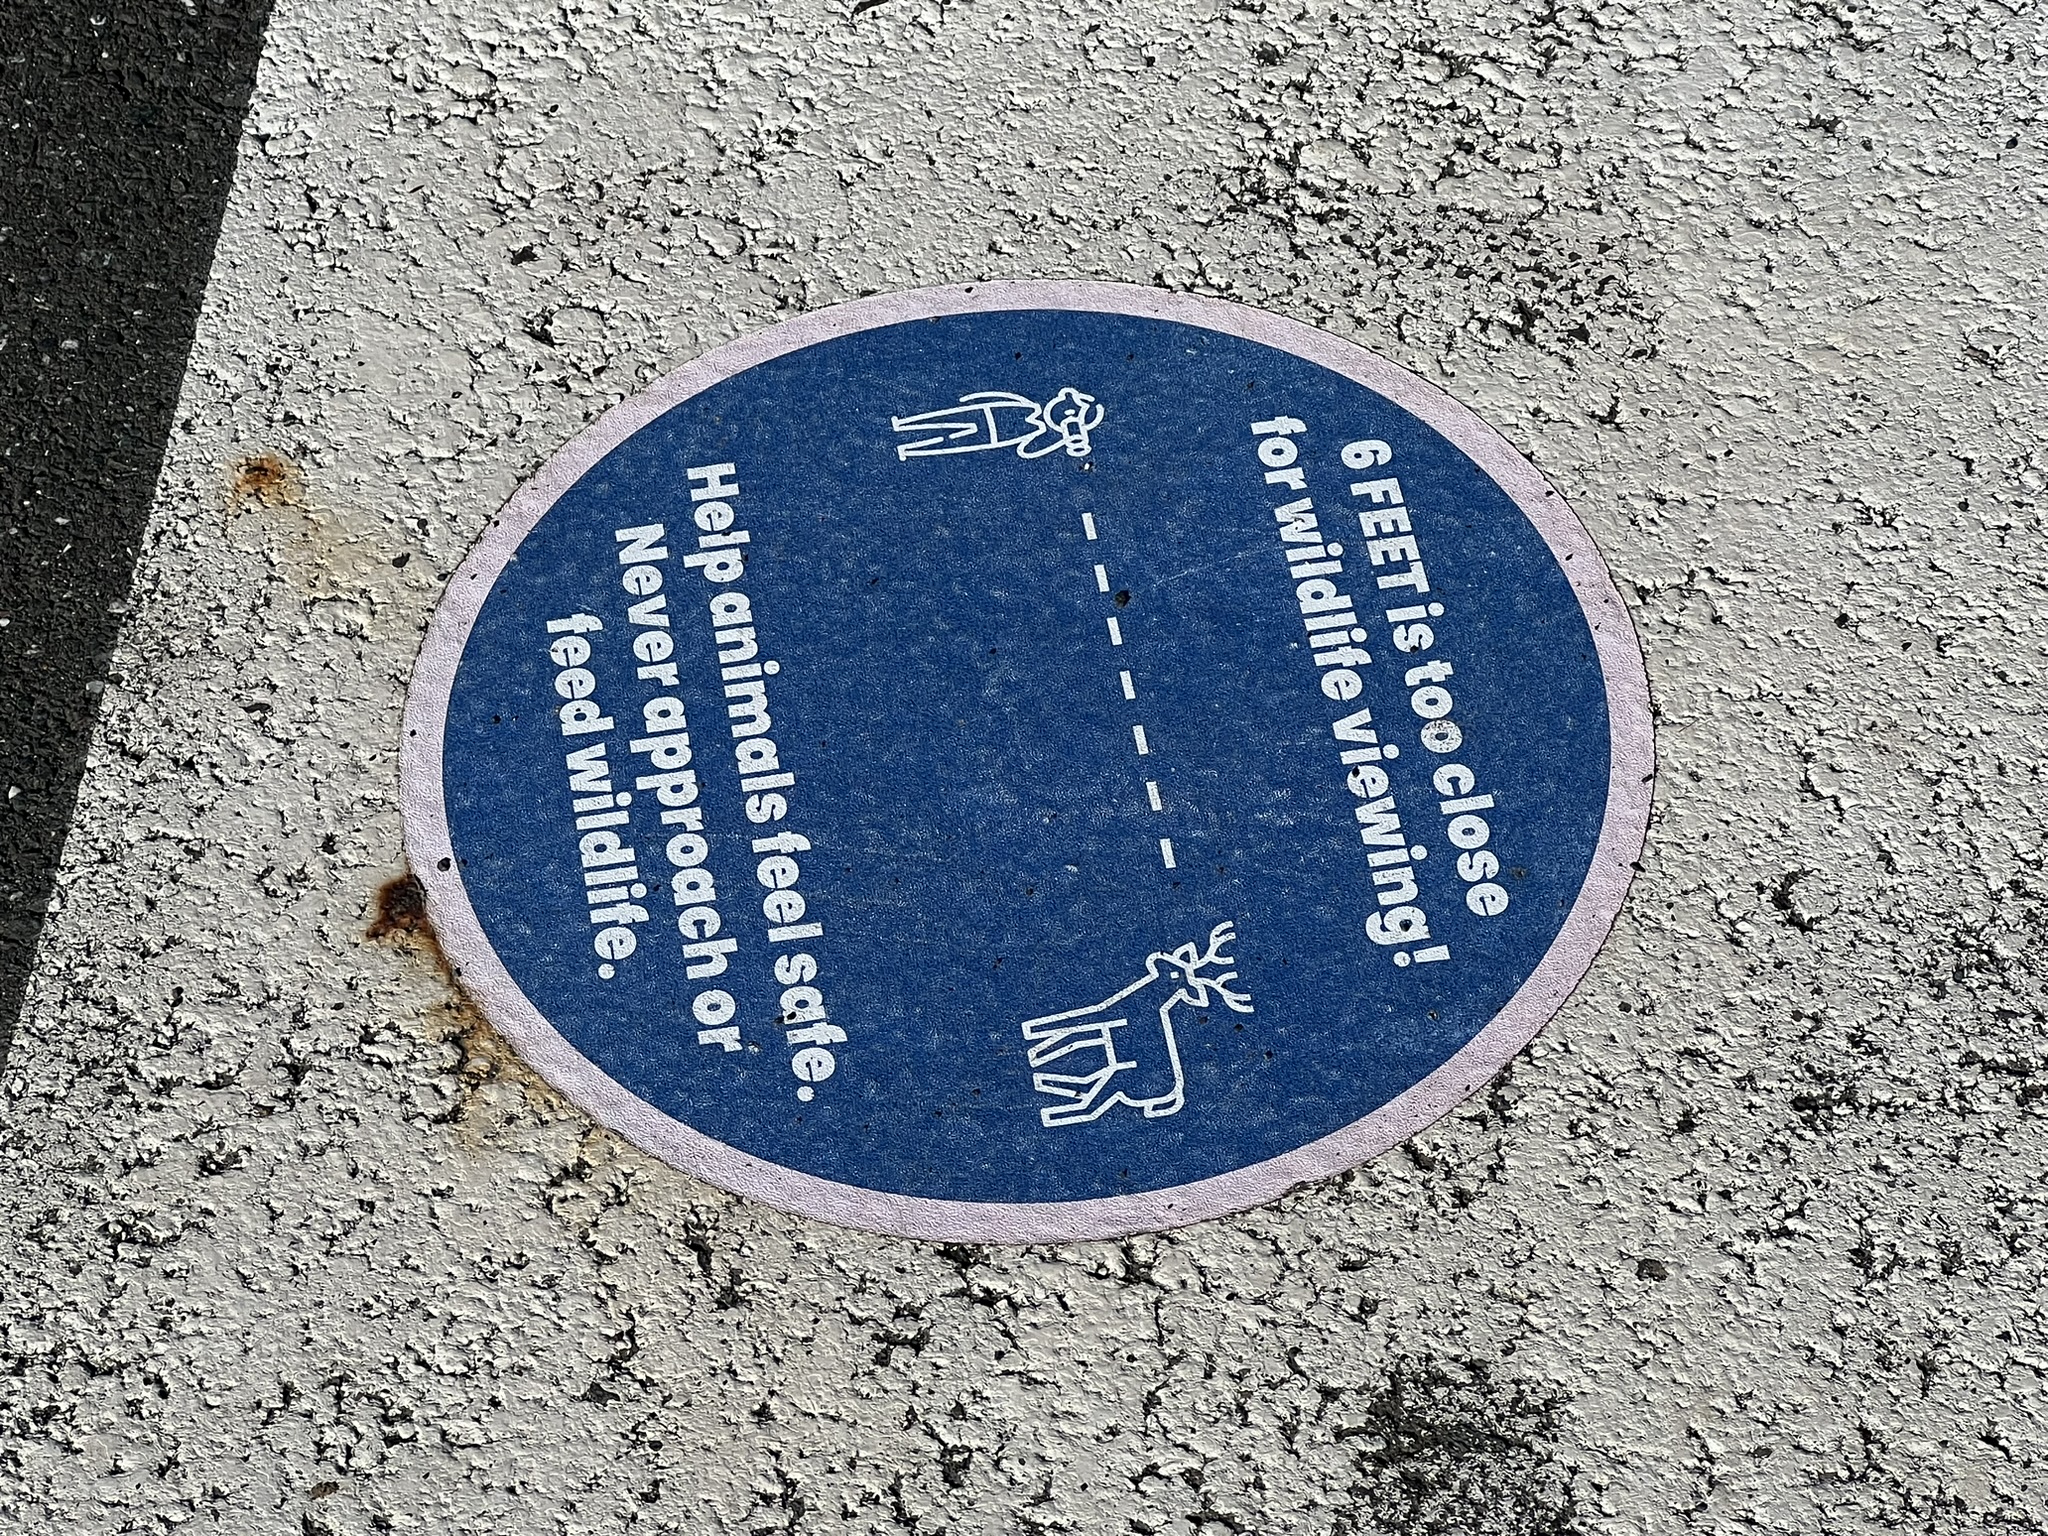 6 FEET is too close
for wildlife viewing!
Help animals feel safe.
Never approach or
feed wildlife.